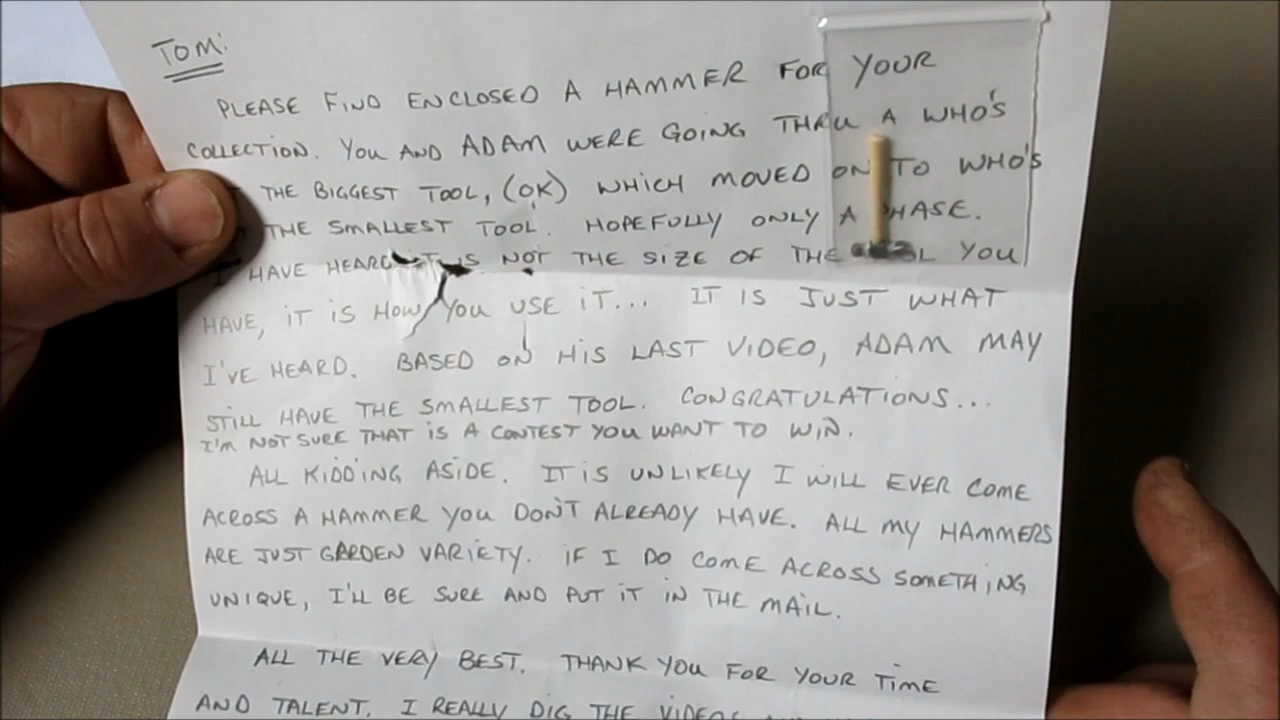 TOM:
PLEASE FIND ENCLOSED A HAMMER FOR YOUR
COLLECTION. YOU AND ADAM WERE GOING THRU A WHO'S
THE BIGGEST TOOL, (OK) WHICH MOVED ON TO WHO'S
THE SMALLEST TOOL. HOPEFULLY ONLY A PHASE.
I HAVE HEARD IT IS NOT THE SIZE OF THE TOOL YOU
HAVE, IT IS HOW YOU USE IT... IT IS JUST WHAT
I'VE HEARD. BASED ON HIS LAST VIDEO, ADAM MAY
STILL HAVE THE SMALLEST TOOL. CONGRATULATIONS...
I'M NOT SURE THAT IS A CONTEST YOU WANT TO WIN.
ALL KIDDING ASIDE. IT IS UNLIKELY I WILL EVER COME
ACROSS A HAMMER YOU DON'T ALREADY HAVE. ALL MY HAMMERS
ARE JUST GARDEN VARIETY. IF I DO COME ACROSS SOMETHING
UNIQUE, I'LL BE SURE AND PUT IT IN THE MAIL.
ALL THE VERY BEST. THANK YOU FOR YOUR TIME
AND TALENT. I REALLY DIG THE VIDEOS